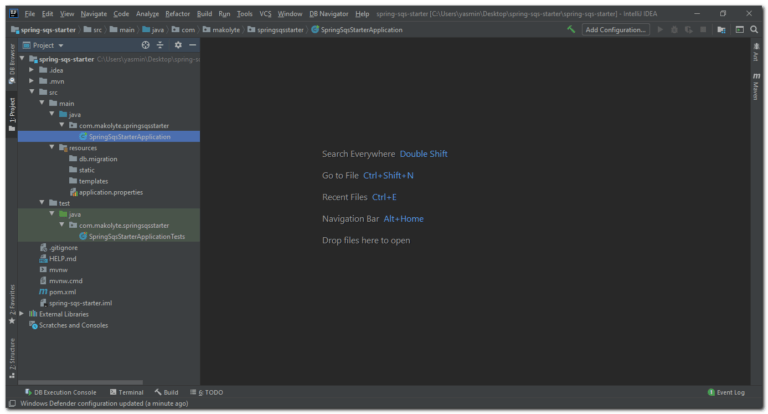 File Edit View Navigate Code Analyze Refactor Build Run Tools VCS Window DB Navigator Help spring-sqs-starter [C:\Users\yasmin\Desktop\spring-sqs-starter\spring-sqs-starter] - IntelliJ IDEA
spring-sqs-starter src main java com makolyte springsqsstarter SpringSqsStarterApplication Add Configuration...
Project
spring-sqs-starter C:\Users\yasmin\Desktop\spring-s
.idea
.mvn
src
main
java
com.makolyte.springsqsstarter
SpringSqsStarterApplication
resources
db.migration
static
templates
application.properties
test
java
com.makolyte.springsqsstarter
SpringSqsStarterApplicationTests
.gitignore
HELP.md
mvnw
mvnw.cmd
pom.xml
spring-sqs-starter.iml
External Libraries
Scratches and Consoles
DB Browser
1: Project
2: Favorites
Z: Structure
Search Everywhere Double Shift
Go to File Ctrl+Shift+N
Recent Files Ctrl+E
Navigation Bar Alt+Home
Drop files here to open
Ant
Maven
DB Execution Console Terminal Build 6: TODO 1 Event Log
Windows Defender configuration updated (a minute ago)